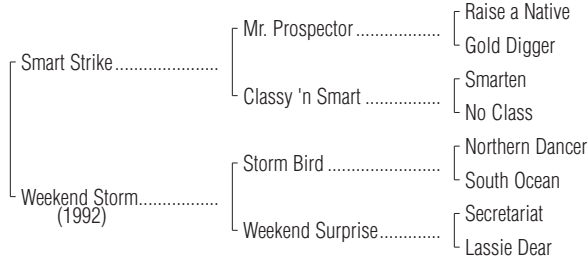 Raise a Native
Mr. Prospector ..................
Gold Digger
Smart Strike ......................
Smarten
Classy 'n Smart ................
No Class
Northern Dancer
Storm Bird ........................
South Ocean
Weekend Storm.................
(1992)
Secretariat
Weekend Surprise.............
Lassie Dear